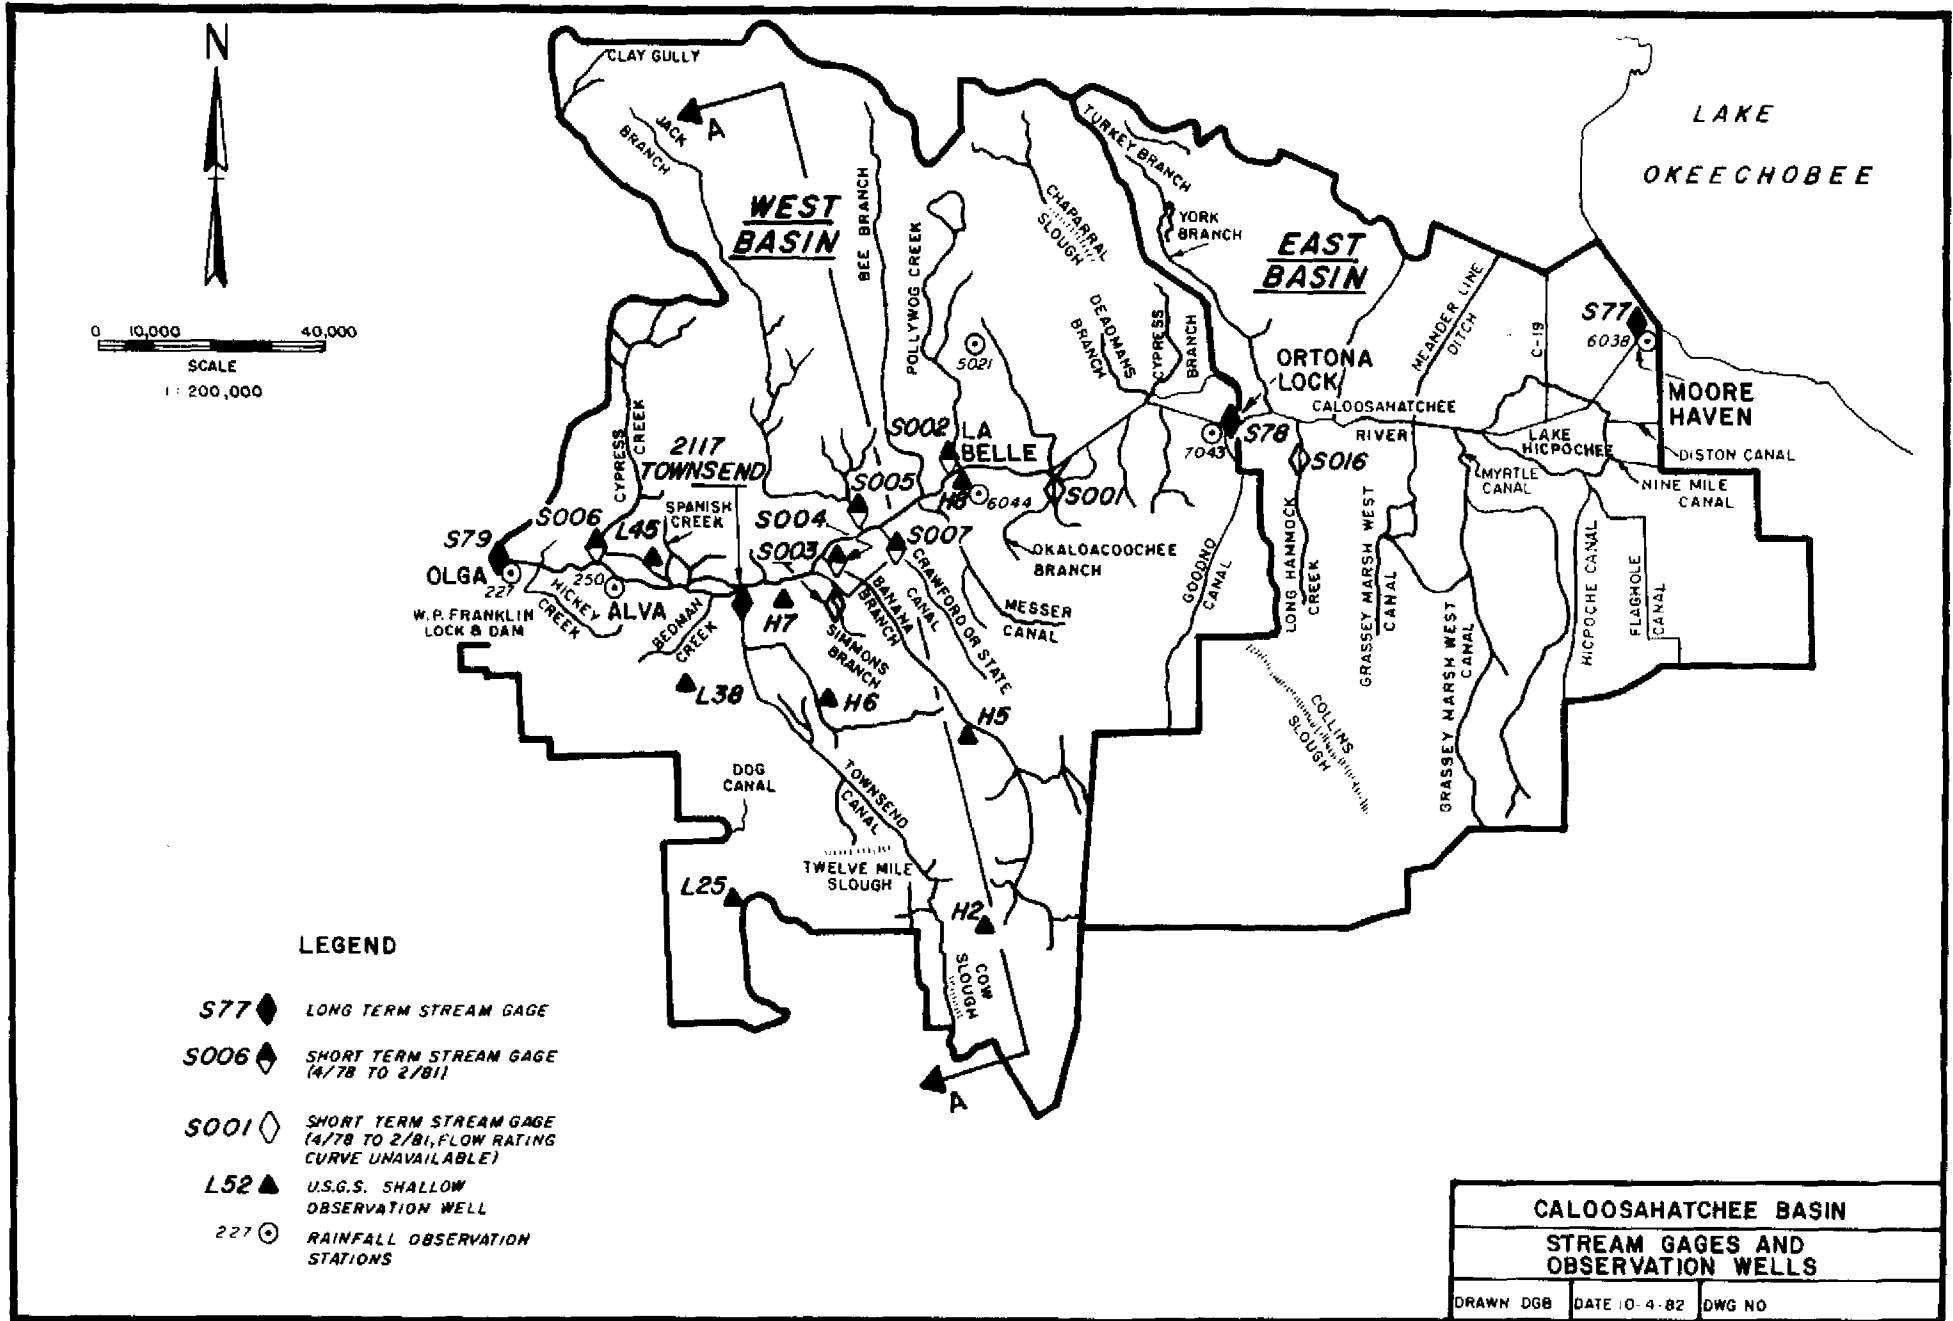 N
CLAY GULLY
A
JACK
BRANCH
WEST
BASIN
BEE BRANCH
POLLYWOG CREEK
CHAPARRAL
SLOUGH
TURKEY BRANCH
YORK
BRANCH
EAST
BASIN
LAKE
OKEECHOBEE
0 10,000 40,000
SCALE
1 : 200,000
5021
DEADMANS
BRANCH
CYPRESS
BRANCH
ORTONA
LOCK
MEANDER LINE
DITCH
C-19
S77
6038
MOORE
HAVEN
CALOOSAHATCHEE
RIVER
LAKE
HICPOCHEE
DISTON CANAL
NINE MILE
CANAL
MYRTLE
CANAL
S78
7043
S016
S002
LA
BELLE
H8
6044
S001
OKALOACOOCHEE
BRANCH
CYPRESS
CREEK
2117
TOWNSEND
SPANISH
CREEK
S005
S004
S003
S007
S006
L45
S79
OLGA
227
W.P. FRANKLIN
LOCK & DAM
250
HICKEY
CREEK
ALVA
BEDMAN
CREEK
H7
SIMMONS
BRANCH
BANANA
BRANCH
CRAWFORD OR STATE
CANAL
MESSER
CANAL
GOODNO
CANAL
LONG HAMMOCK
CREEK
GRASSEY MARSH WEST
CANAL
GRASSEY MARSH WEST
CANAL
HICPOCHE CANAL
FLAGHOLE
CANAL
L38
H6
H5
COLLINS
SLOUGH
DOG
CANAL
TOWNSEND
CANAL
TWELVE MILE
SLOUGH
L25
H2
COW
SLOUGH
A
LEGEND
S77 LONG TERM STREAM GAGE
S006 SHORT TERM STREAM GAGE
(4/78 TO 2/81)
S001 SHORT TERM STREAM GAGE
(4/78 TO 2/81, FLOW RATING
CURVE UNAVAILABLE)
L52 U.S.G.S. SHALLOW
OBSERVATION WELL
227 RAINFALL OBSERVATION
STATIONS
CALOOSAHATCHEE BASIN
STREAM GAGES AND
OBSERVATION WELLS
DRAWN DGB DATE 10-4-82 DWG NO